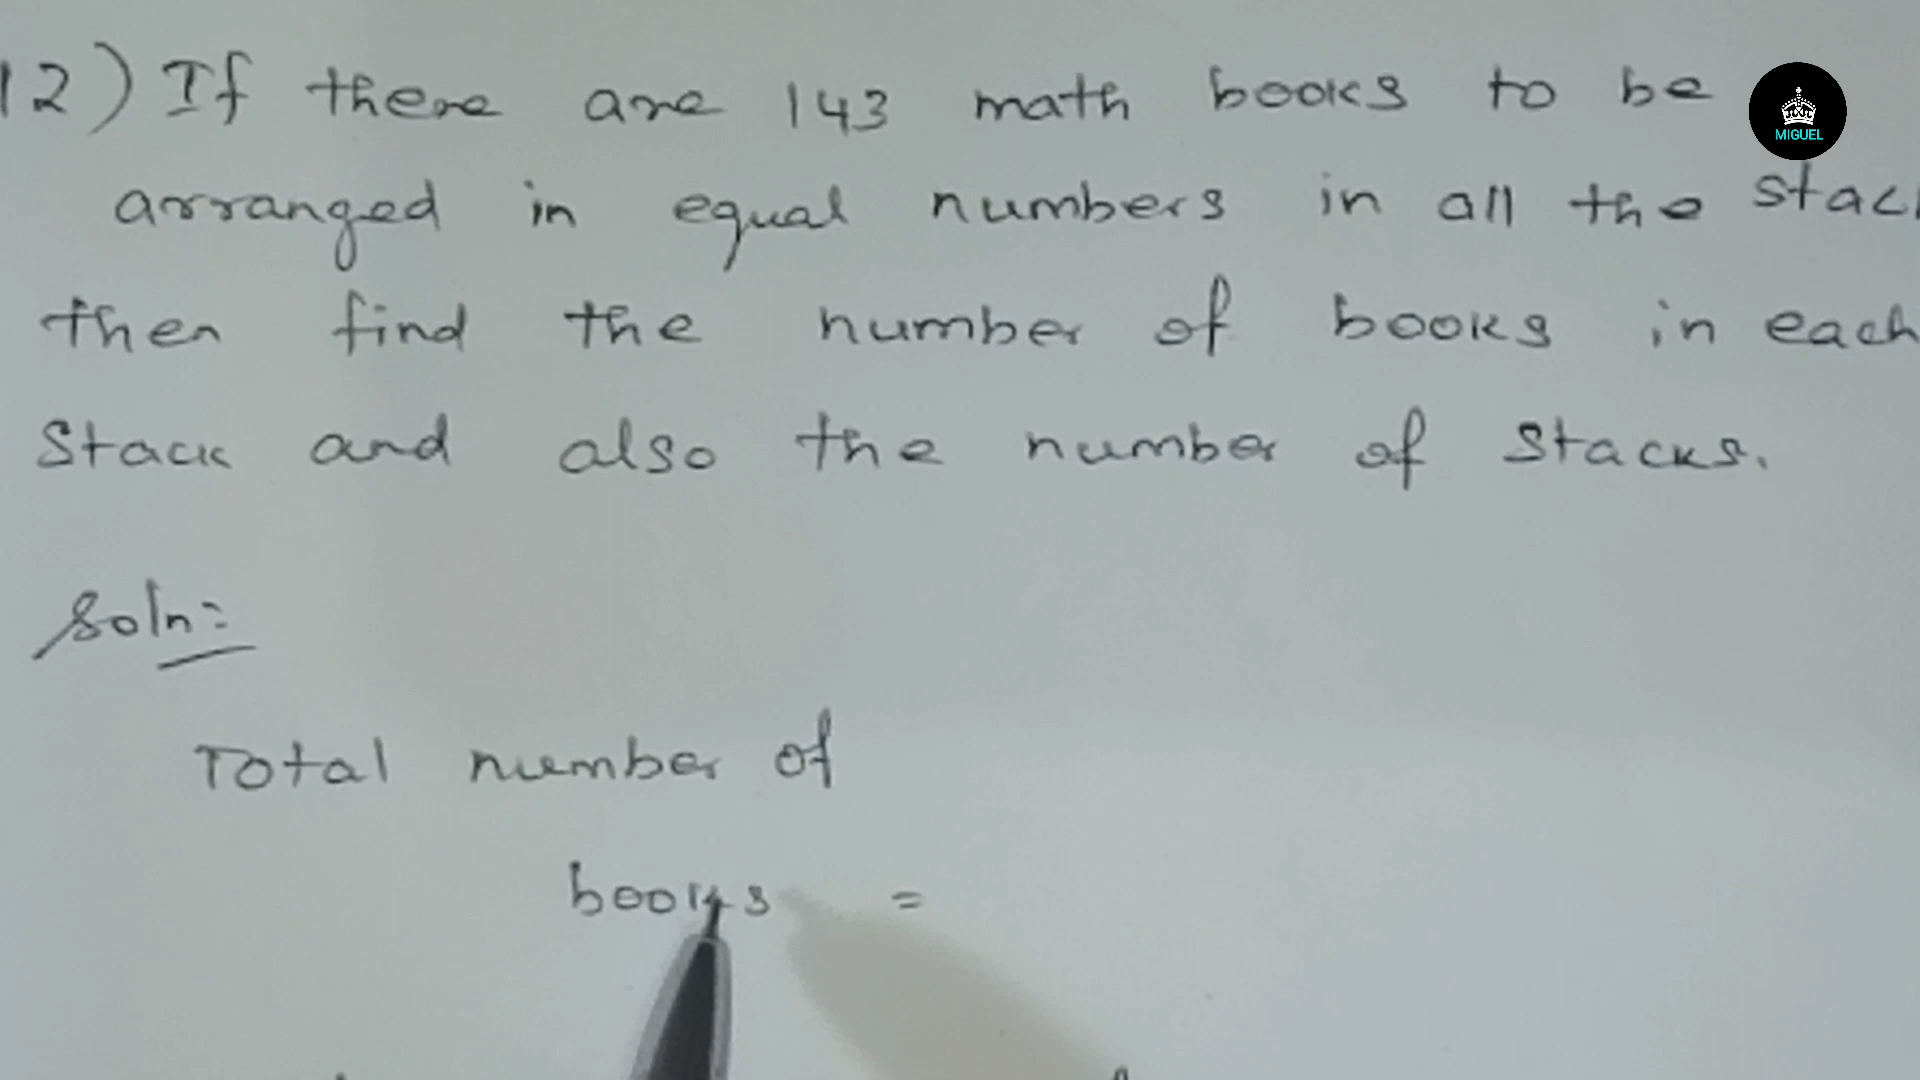 12) If there are 143 math books to be
MIGUEL
arranged in equal numbers in all the
then find the number of books in each
Stack and also the number of Stacks.
Soln:
Total number of
books =